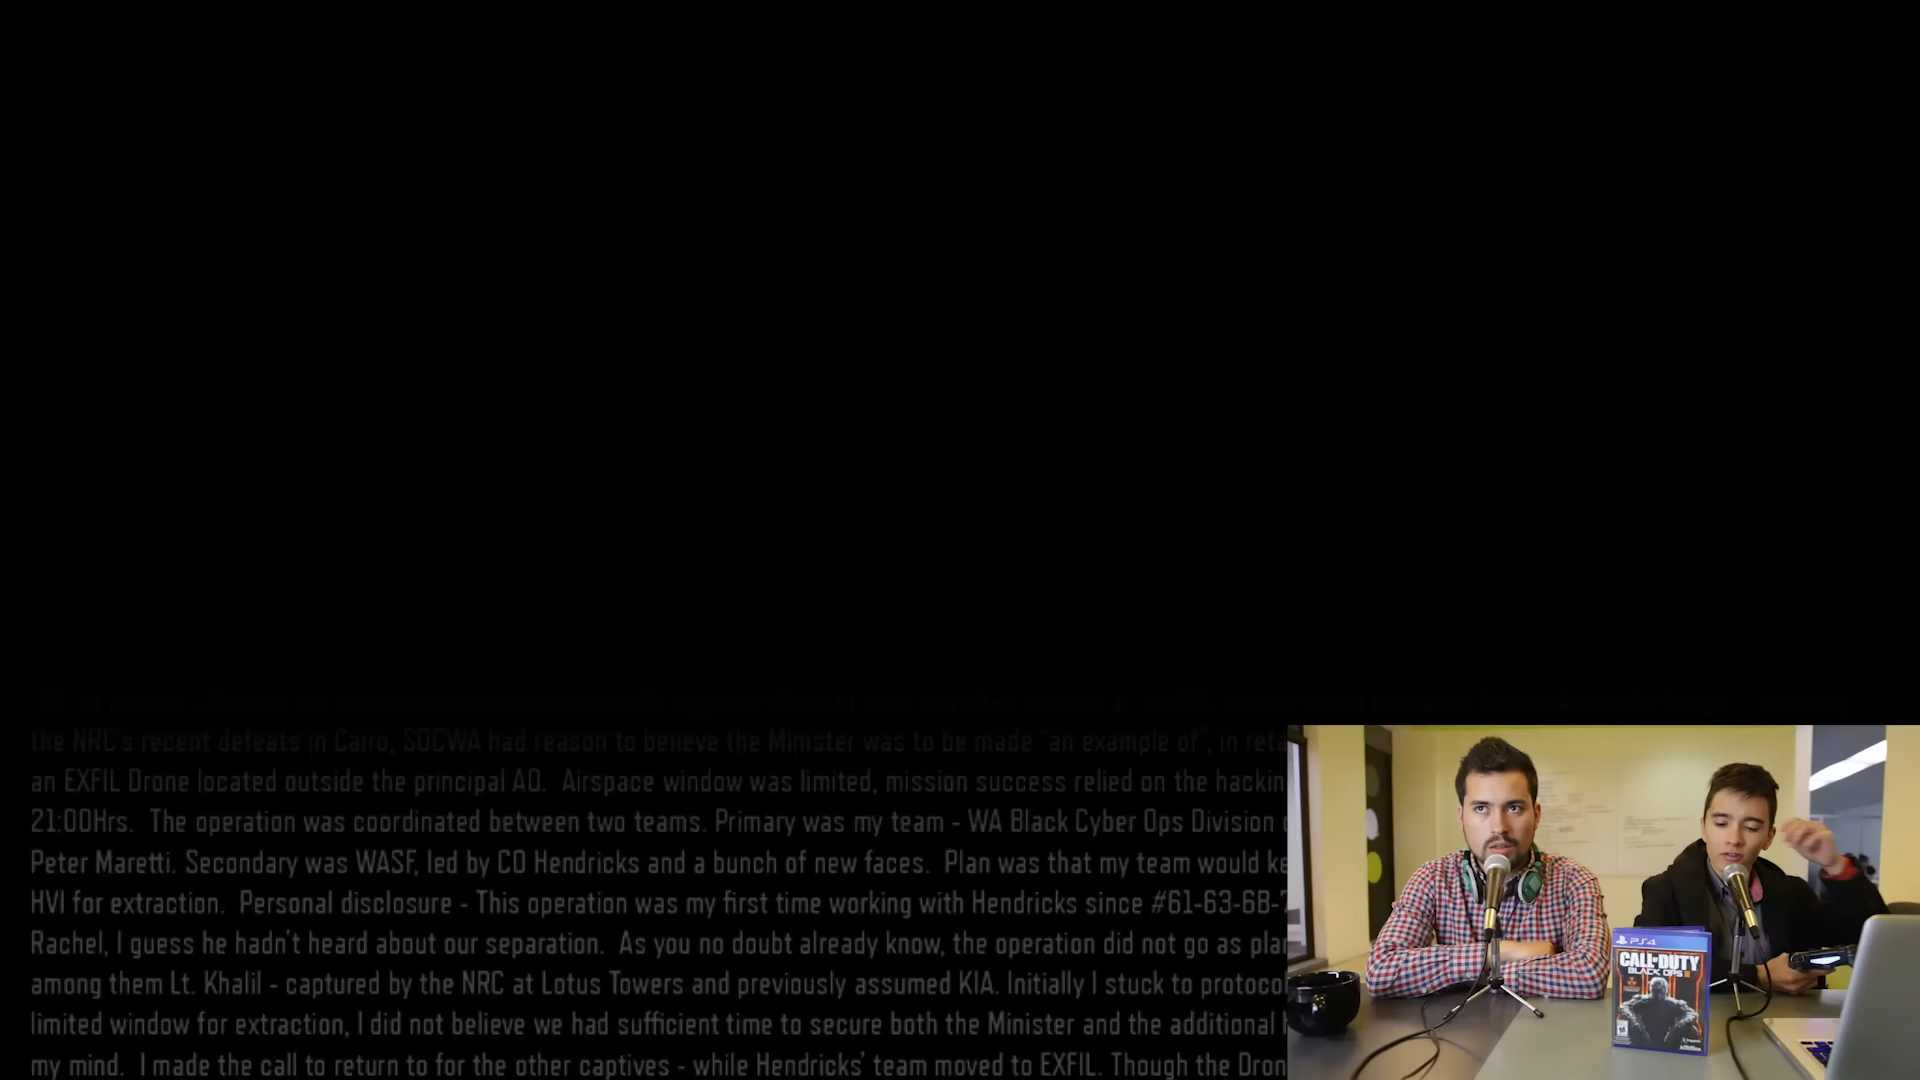 the NRC's recent defeats in Cairo, SOCWA had reason to believe the Minister was to be made "an example of", in reta
an EXFIL Drone located outside the principal AO.  Airspace window was limited, mission success relied on the hackin
21:00Hrs.  The operation was coordinated between two teams. Primary was my team - WA Black Cyber Ops Division
Peter Maretti. Secondary was WASF, led by CO Hendricks and a bunch of new faces.  Plan was that my team would ke
HVI for extraction.  Personal disclosure - This operation was my first time working with Hendricks since #61-63-6B-7
Rachel, I guess he hadn't heard about our separation.  As you no doubt already know, the operation did not go as plan
among them Lt. Khalil - captured by the NRC at Lotus Towers and previously assumed KIA. Initially I stuck to protoco
limited window for extraction, I did not believe we had sufficient time to secure both the Minister and the additional
my mind.  I made the call to return to for the other captives - while Hendricks' team moved to EXFIL. Though the Dron
PS4
CALL OF DUTY
BLACK OPS III